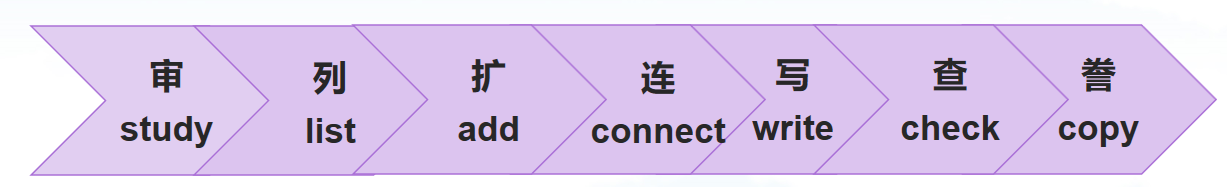 审 列 扩 连 写 查 誊
study list add connect write check copy